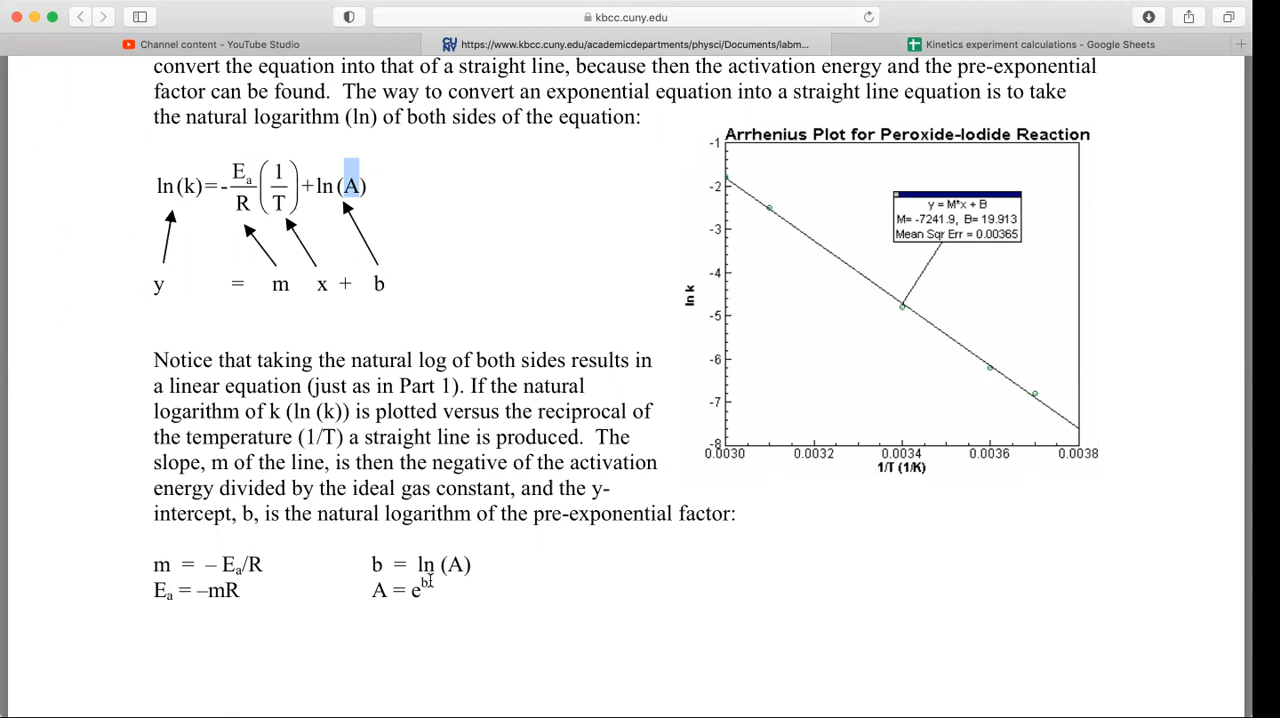 kbcc.cuny.edu
Channel content - YouTube Studio
https://www.kbcc.cuny.edu/academicdepartments/physci/Documents/labm...
Kinetics experiment calculations - Google Sheets
convert the equation into that of a straight line, because then the activation energy and the pre-exponential
factor can be found.  The way to convert an exponential equation into a straight line equation is to take
the natural logarithm (ln) of both sides of the equation:
ln(k)=-Ea/R(1/T)+ln(A)
y = m x + b
Arrhenius Plot for Peroxide-Iodide Reaction
y = M*x + B
M= -7241.9, B= 19.913
Mean Sqr Err = 0.00365
ln k
-1
-2
-3
-4
-5
-6
-7
-8
0.0030 0.0032 0.0034 0.0036 0.0038
1/T (1/K)
Notice that taking the natural log of both sides results in
a linear equation (just as in Part 1). If the natural
logarithm of k (ln (k)) is plotted versus the reciprocal of
the temperature (1/T) a straight line is produced.  The
slope, m of the line, is then the negative of the activation
energy divided by the ideal gas constant, and the y-
intercept, b, is the natural logarithm of the pre-exponential factor:
m = – Ea/R b = ln (A)
Ea = –mR A = e^b